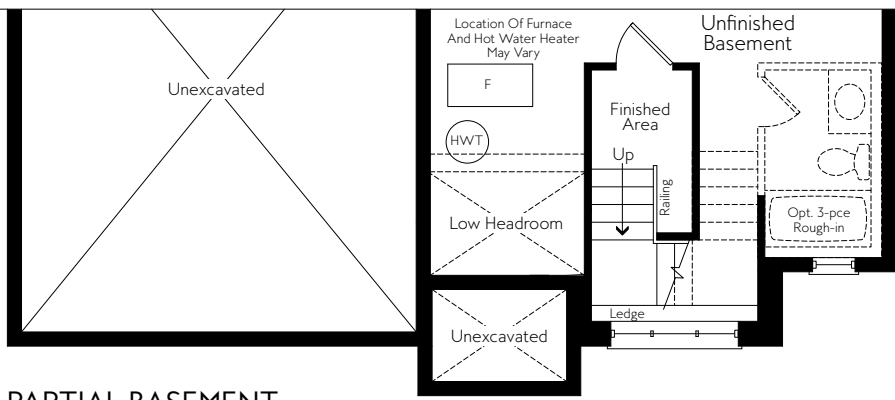 Location Of Furnace
And Hot Water Heater
May Vary
Unfinished
Basement
Unexcavated
F
Finished
Area
HWT
Up
Railing
Low Headroom
Opt. 3-pce
Rough-in
Ledge
Unexcavated
PARTIAL BASEMENT